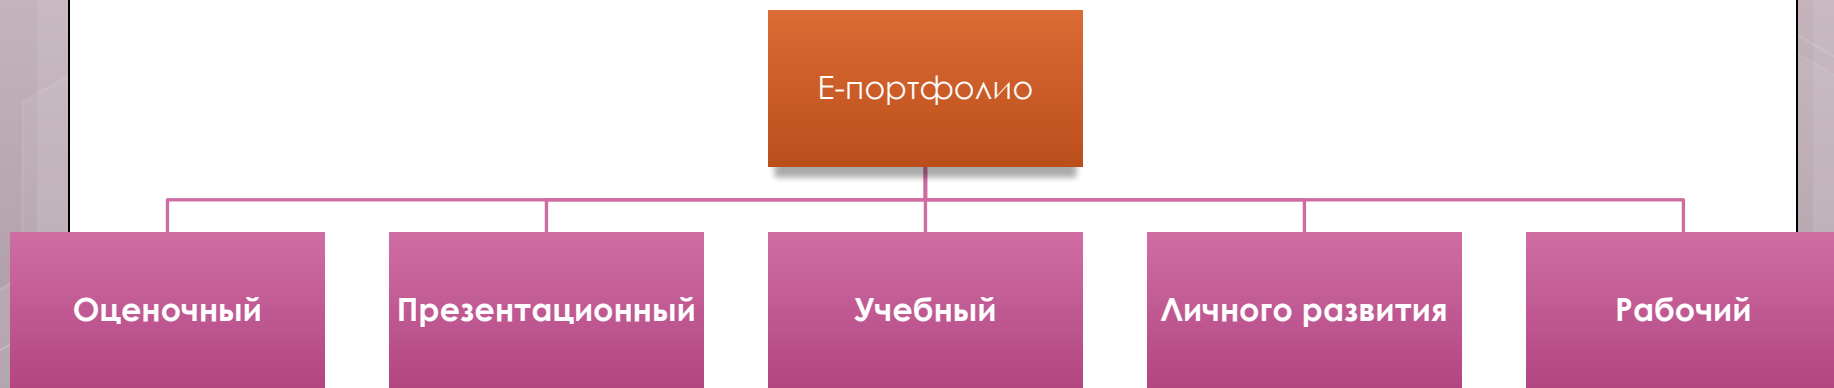 Е-портфолио
Оценочный
Презентационный
Учебный
Личного развития
Рабочий